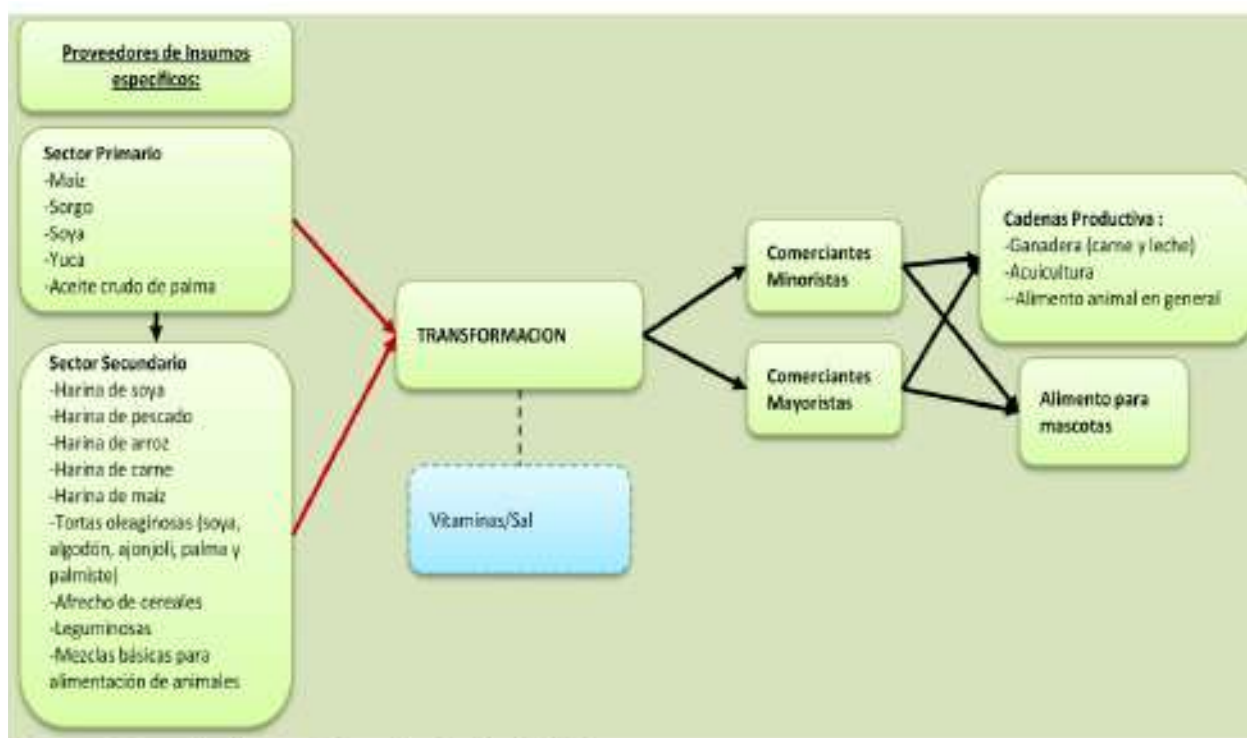 Proveedores de Insumos
específicos:
Sector Primario
-Maíz
-Sorgo
-Soya
-Yuca
-Aceite crudo de palma
Sector Secundario
-Harina de soya
-Harina de pescado
-Harina de arroz
-Harina de carne
-Harina de maíz
-Tortas oleaginosas (soya,
algodón, ajonjolí, palma y
palmiste)
-Afrecho de cereales
-Leguminosas
-Mezclas básicas para
alimentación de animales
TRANSFORMACION
Vitaminas/Sal
Comerciantes
Minoristas
Comerciantes
Mayoristas
Cadenas Productiva :
-Ganadera (carne y leche)
-Acuicultura
--Alimento animal en general
Alimento para
mascotas